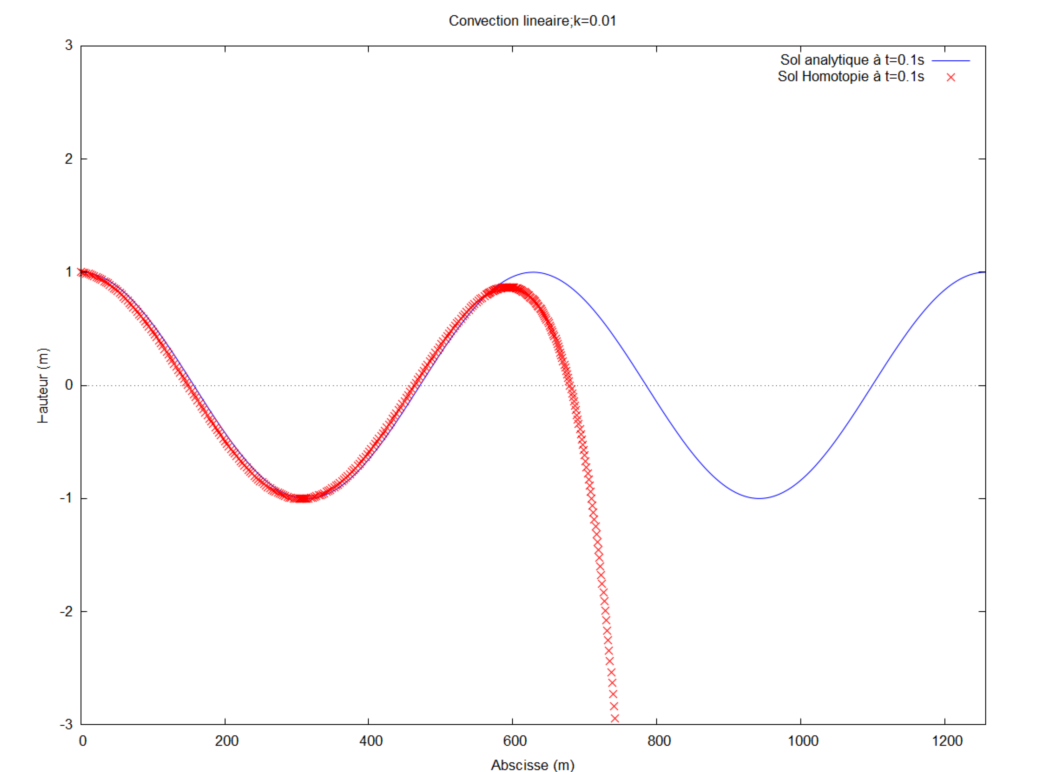 Convection lineaire;k=0.01
Sol analytique à t=0.1s
Sol Homotopie à t=0.1s
3
2
1
0
-1
-2
-3
Hauteur (m)
0 200 400 600 800 1000 1200
Abscisse (m)